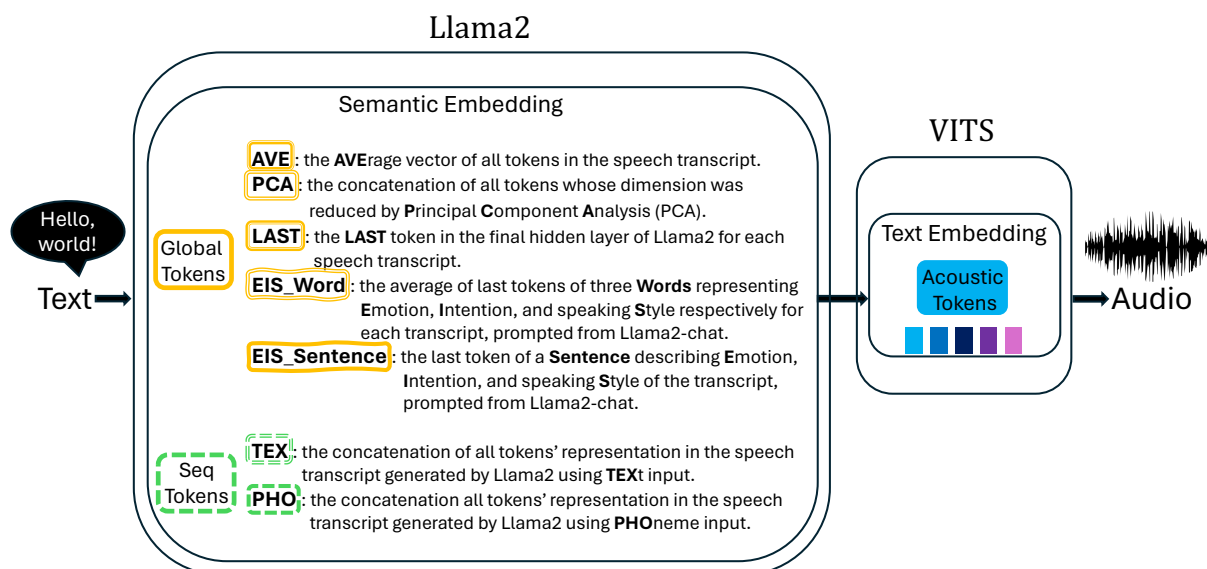 Llama2
Semantic Embedding
AVE : the AVErage vector of all tokens in the speech transcript.
PCA : the concatenation of all tokens whose dimension was
reduced by Principal Component Analysis (PCA).
LAST : the LAST token in the final hidden layer of Llama2 for each
speech transcript.
EIS_Word : the average of last tokens of three Words representing
Emotion, Intention, and speaking Style respectively for
each transcript, prompted from Llama2-chat.
EIS_Sentence : the last token of a Sentence describing Emotion,
Intention, and speaking Style of the transcript,
prompted from Llama2-chat.
TEX : the concatenation of all tokens’ representation in the speech
transcript generated by Llama2 using TEXt input.
PHO : the concatenation all tokens’ representation in the speech
transcript generated by Llama2 using PHOneme input.
Global
Tokens
Seq
Tokens
Hello,
world!
Text
VITS
Text Embedding
Acoustic
Tokens
Audio